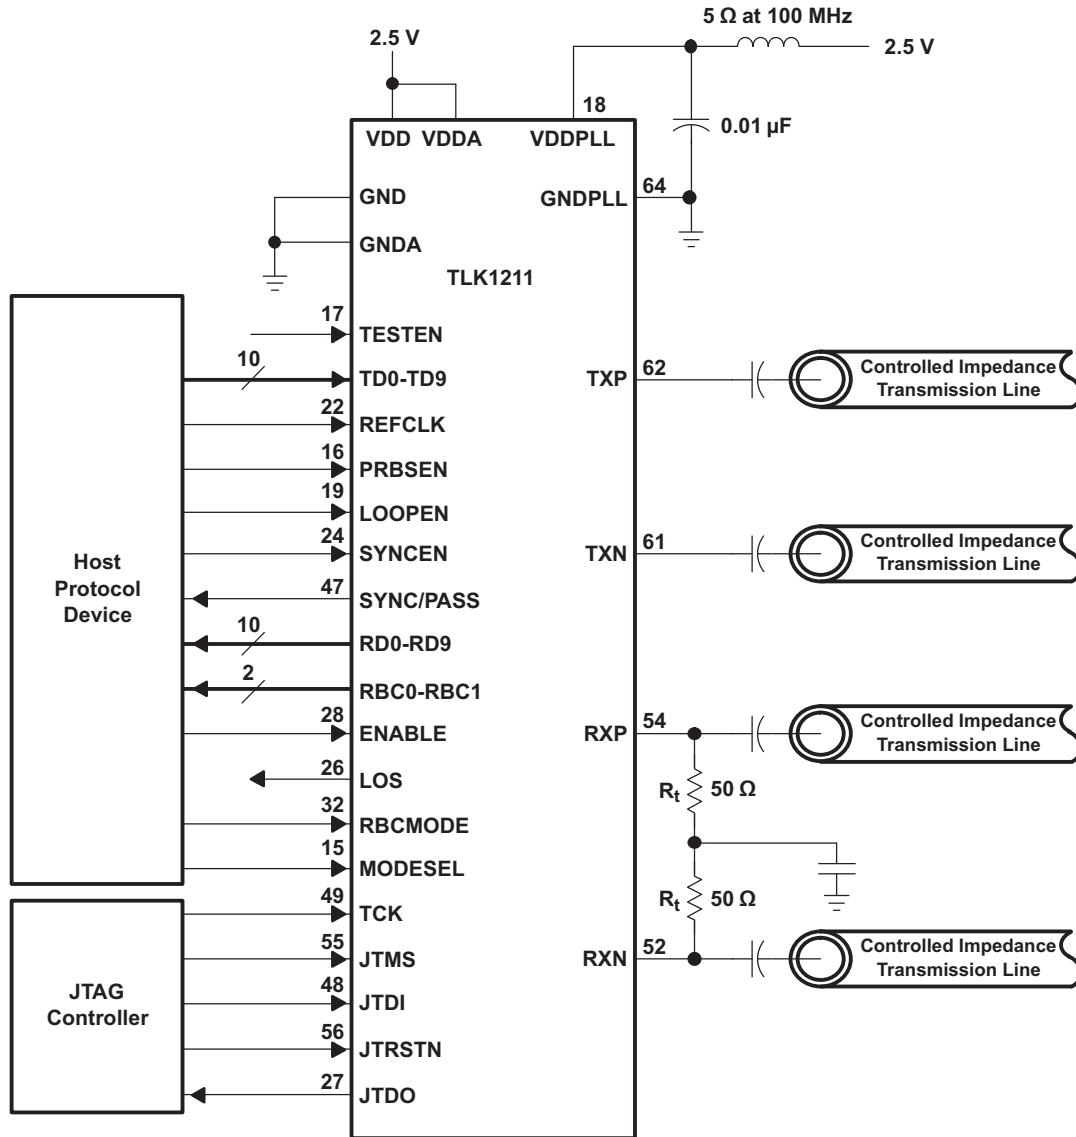 5 Ω at 100 MHz
2.5 V
2.5 V
18
0.01 µF
VDD VDDA VDDPLL
GND
GNDPLL
64
GNDA
TLK1211
17
TESTEN
10
TD0-TD9
TXP
62
Controlled Impedance
Transmission Line
22
REFCLK
16
PRBSEN
19
LOOPEN
24
SYNCEN
TXN
61
Controlled Impedance
Transmission Line
Host
Protocol
Device
47
SYNC/PASS
10
RD0-RD9
2
RBC0-RBC1
28
ENABLE
RXP
54
Controlled Impedance
Transmission Line
26
LOS
Rt
50 Ω
32
RBCMODE
15
MODESEL
Rt
50 Ω
49
TCK
55
JTMS
RXN
52
Controlled Impedance
Transmission Line
JTAG
Controller
48
JTDI
56
JTRSTN
27
JTDO